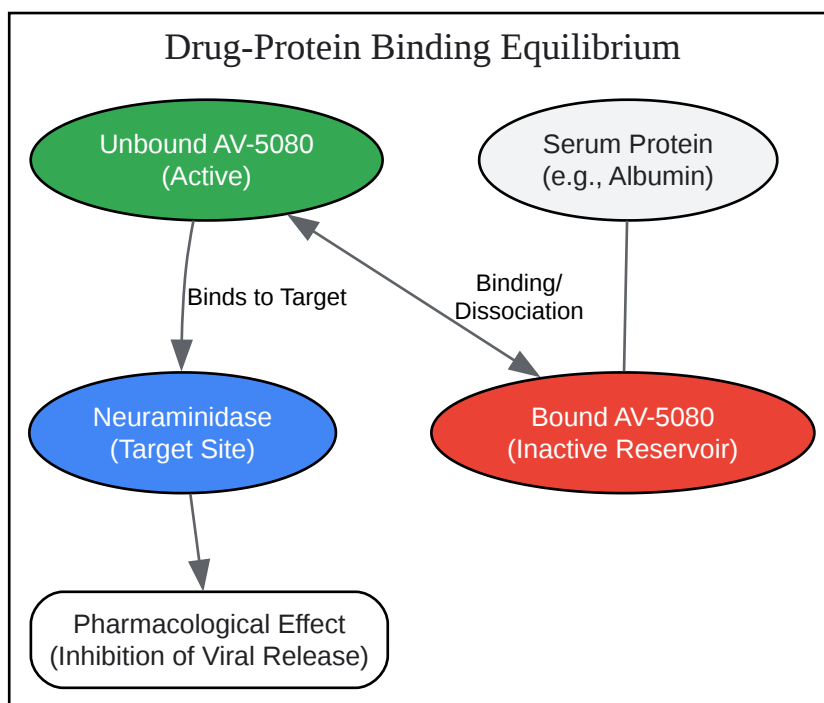 Drug-Protein Binding Equilibrium
Unbound AV-5080
(Active)
Serum Protein
(e.g., Albumin)
Binds to Target
Binding/
Dissociation
Neuraminidase
(Target Site)
Bound AV-5080
(Inactive Reservoir)
Pharmacological Effect
(Inhibition of Viral Release)